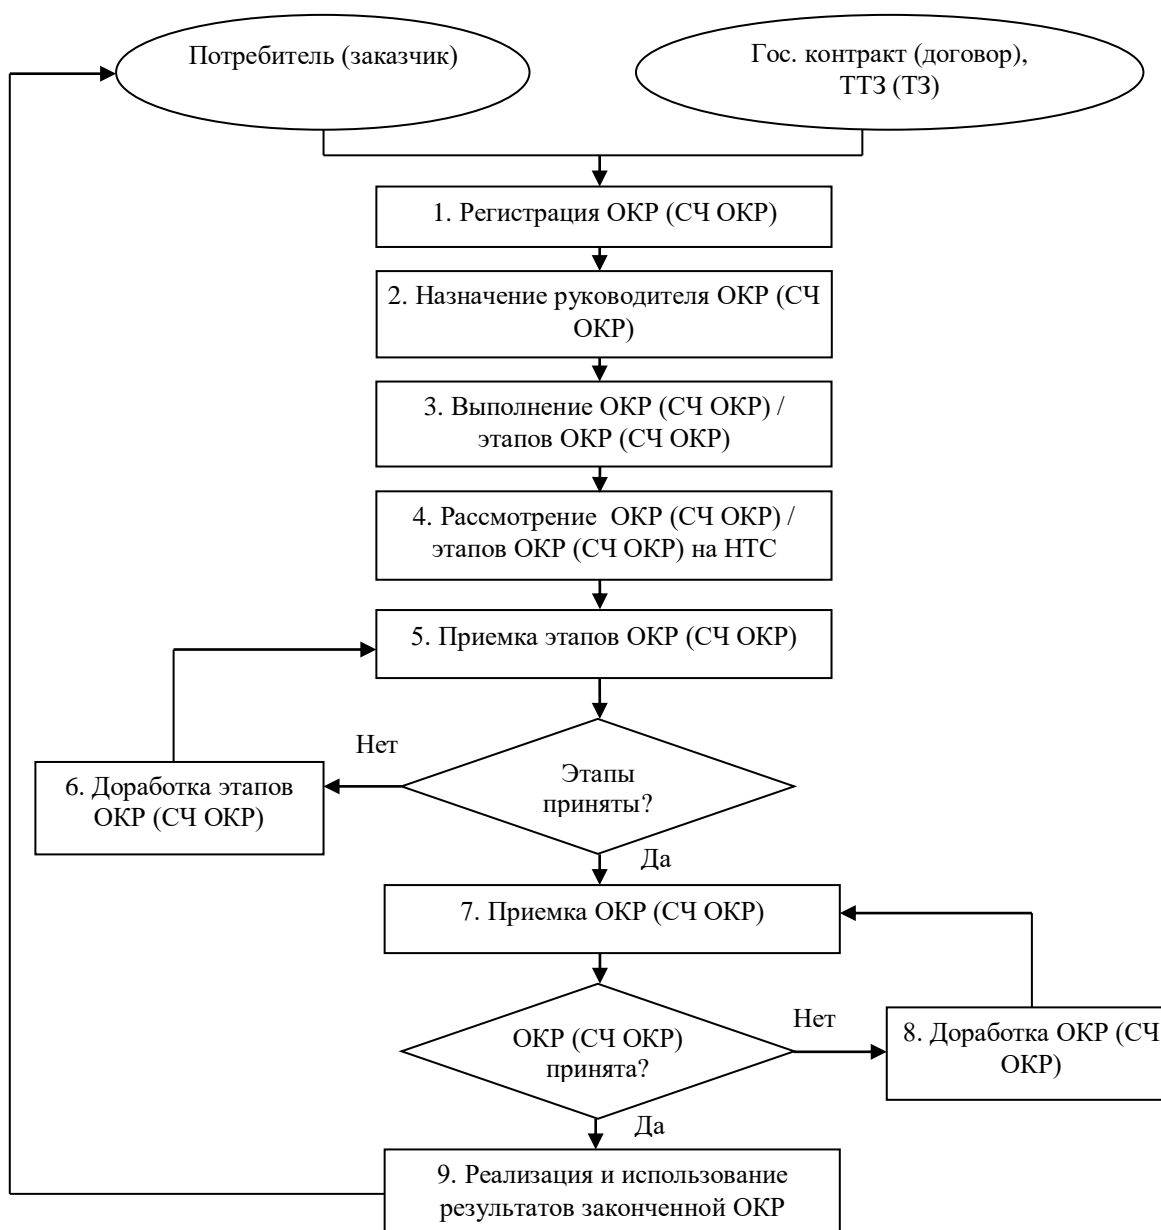 Потребитель (заказчик)
Гос. контракт (договор),
ТТЗ (ТЗ)
1. Регистрация ОКР (СЧ ОКР)
2. Назначение руководителя ОКР (СЧ
ОКР)
3. Выполнение ОКР (СЧ ОКР) /
этапов ОКР (СЧ ОКР)
4. Рассмотрение ОКР (СЧ ОКР) /
этапов ОКР (СЧ ОКР) на НТС
5. Приемка этапов ОКР (СЧ ОКР)
Нет
Этапы
приняты?
6. Доработка этапов
ОКР (СЧ ОКР)
Да
7. Приемка ОКР (СЧ ОКР)
ОКР (СЧ ОКР)
принята?
Нет
8. Доработка ОКР (СЧ
ОКР)
Да
9. Реализация и использование
результатов законченной ОКР